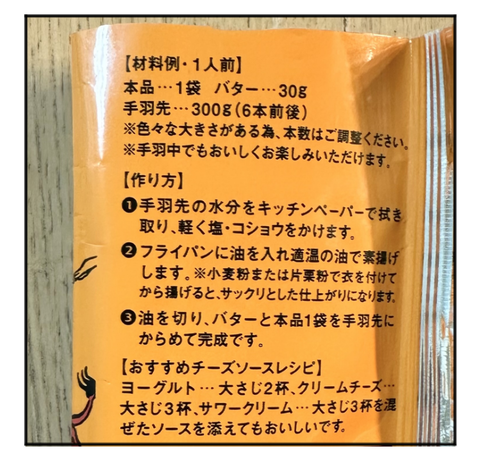 【材料例・1人前】
本品…1袋 バター…30g
手羽先…300g(6本前後)
※色々な大きさがある為、本数はご調整ください。
※手羽中でもおいしくお楽しみいただけます。
【作り方】
❶手羽先の水分をキッチンペーパーで拭き
取り、軽く塩・コショウをかけます。
❷フライパンに油を入れ適温の油で素揚げ
します。※小麦粉または片栗粉で衣を付けて
から揚げると、サックリとした仕上がりになります。
❸油を切り、バターと本品1袋を手羽先に
からめて完成です。
【おすすめチーズソースレシピ】
ヨーグルト…大さじ2杯、クリームチーズ…
大さじ3杯、サワークリーム…大さじ3杯を混
ぜたソースを添えてもおいしいです。